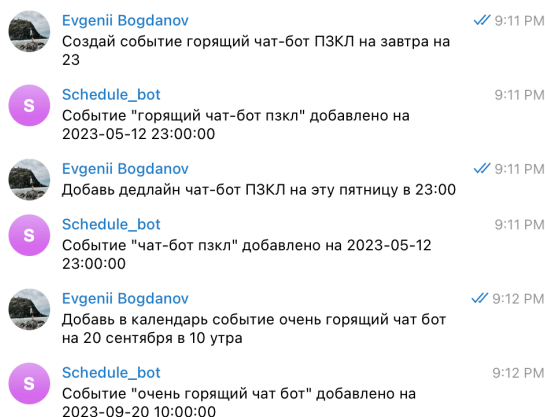 Evgenii Bogdanov 9:11 PM
Создай событие горящий чат-бот ПЗКЛ на завтра на
23
S Schedule_bot 9:11 PM
Событие "горящий чат-бот пзкл" добавлено на
2023-05-12 23:00:00
Evgenii Bogdanov 9:11 PM
Добавь дедлайн чат-бот ПЗКЛ на эту пятницу в 23:00
S Schedule_bot 9:11 PM
Событие "чат-бот пзкл" добавлено на 2023-05-12
23:00:00
Evgenii Bogdanov 9:12 PM
Добавь в календарь событие очень горящий чат бот
на 20 сентября в 10 утра
S Schedule_bot 9:12 PM
Событие "очень горящий чат бот" добавлено на
2023-09-20 10:00:00